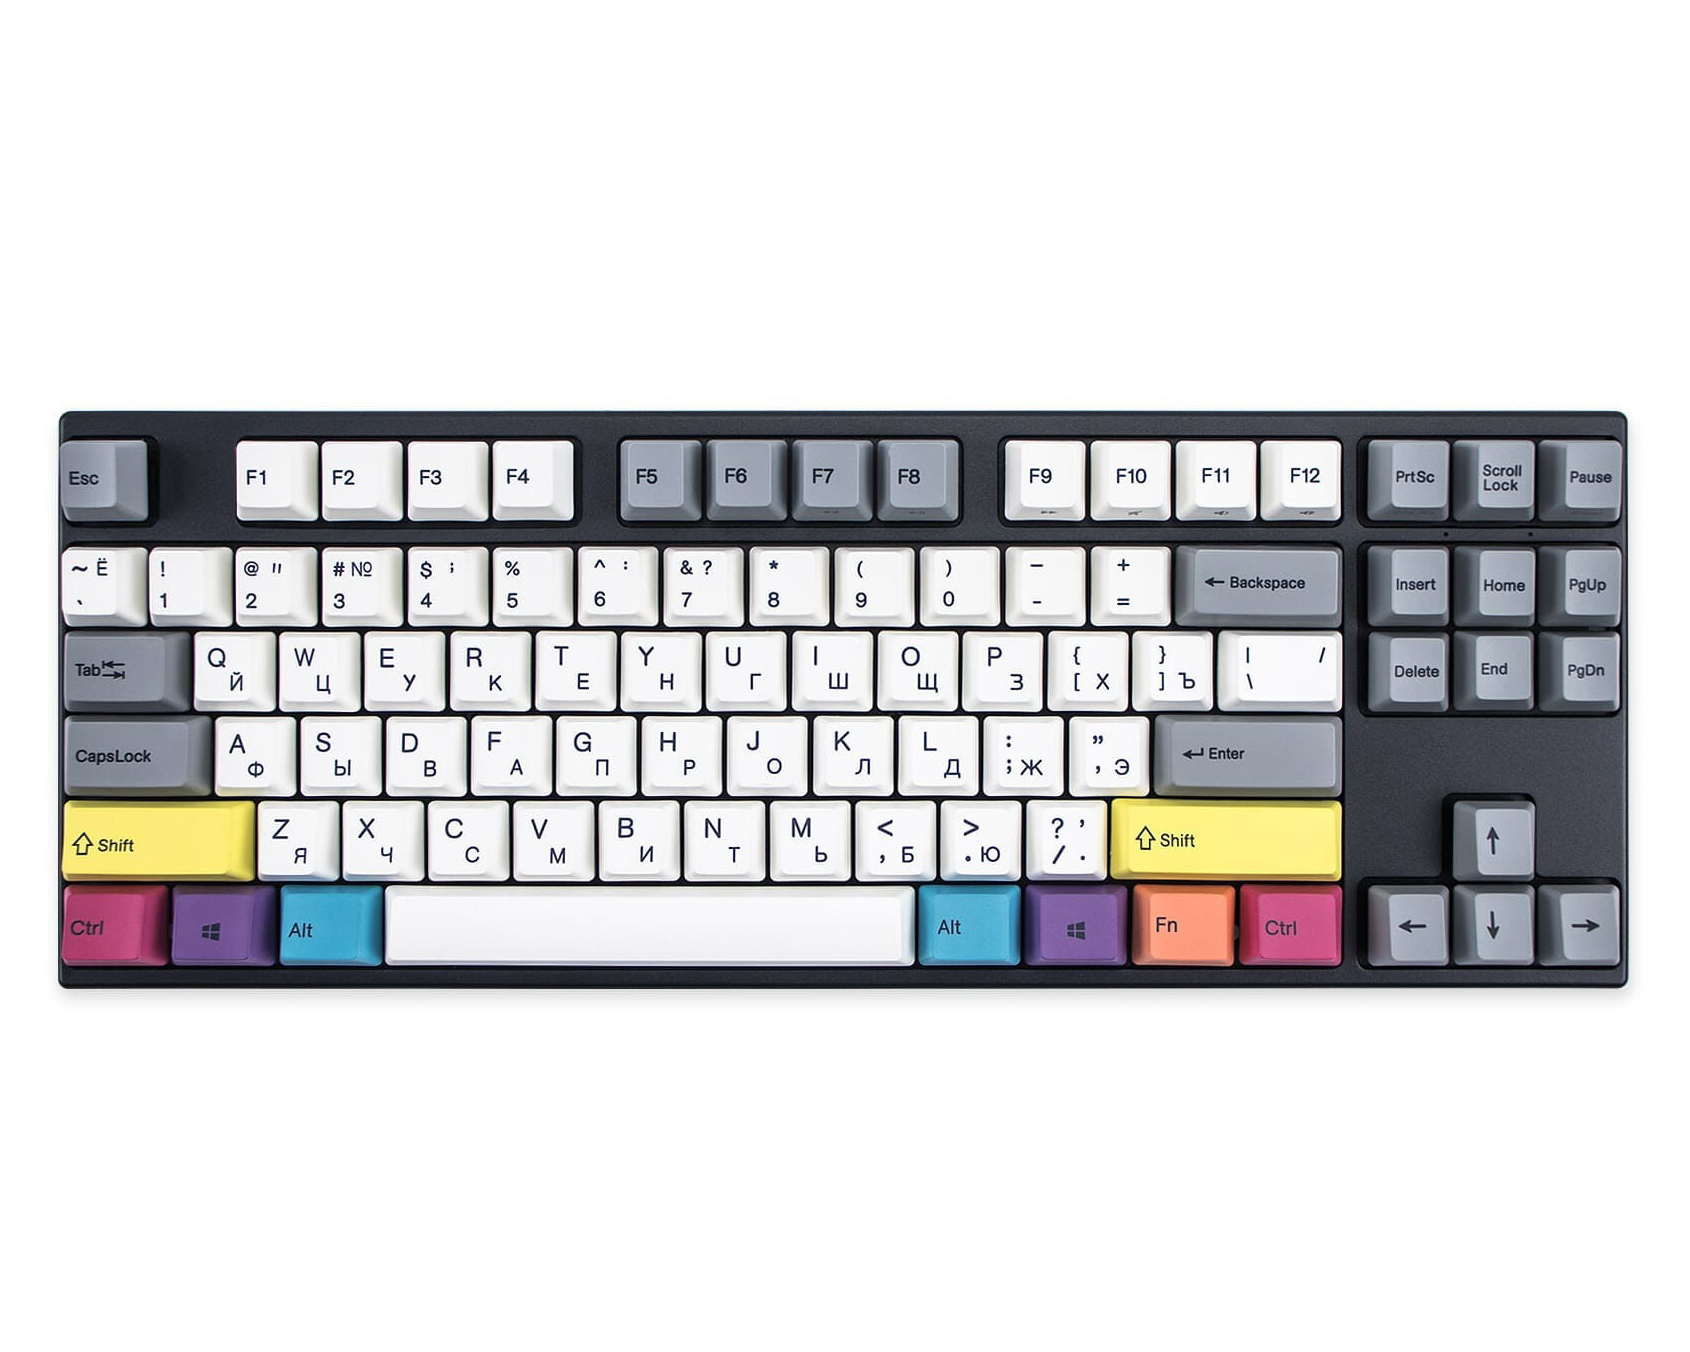 Esc F1 F2 F3 F4 F5 F6 F7 F8 F9 F10 F11 F12 PrtSc Scroll Lock Pause
~ Ё ` ! 1 @ " 2 # № 3 $ ; 4 % 5 ^ : 6 & ? 7 * 8 ( 9 ) 0 – - + = ← Backspace Insert Home PgUp
Tab Q Й W Ц E У R К T Е Y Н U Г I Ш O Щ P З { [ Х } ] Ъ | / \ Delete End PgDn
CapsLock A Ф S Ы D В F А G П H Р J О K Л L Д : ; Ж " ' Э ↵ Enter
⇧ Shift Z Я X Ч C С V М B И N Т M Ь < , Б > . Ю ? , / . ⇧ Shift ↑
Ctrl Alt Alt Fn Ctrl ← ↓ →